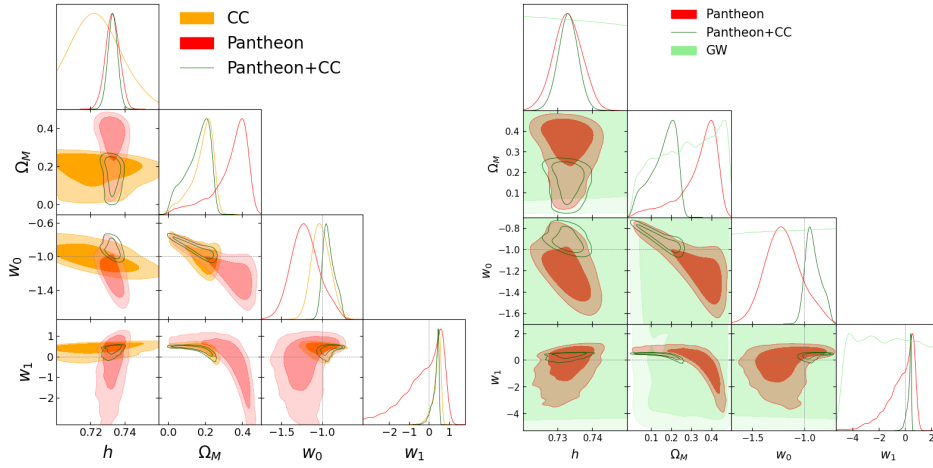 CC
Pantheon
Pantheon+CC
Ω_M
0.4
0.2
0.0
w_0
−0.6
−1.0
−1.4
w_1
1
0
−1
−2
0.72 0.74
h
0.0 0.2 0.4
Ω_M
−1.5 −1.0
w_0
−2 −1 0 1
w_1
Pantheon
Pantheon+CC
GW
Ω_M
0.4
0.3
0.2
0.1
w_0
−0.8
−1.0
−1.2
−1.4
−1.6
w_1
2
0
−2
−4
0.73 0.74
h
0.1 0.2 0.3 0.4
Ω_M
−1.5 −1.0
w_0
−4 −2 0 2
w_1